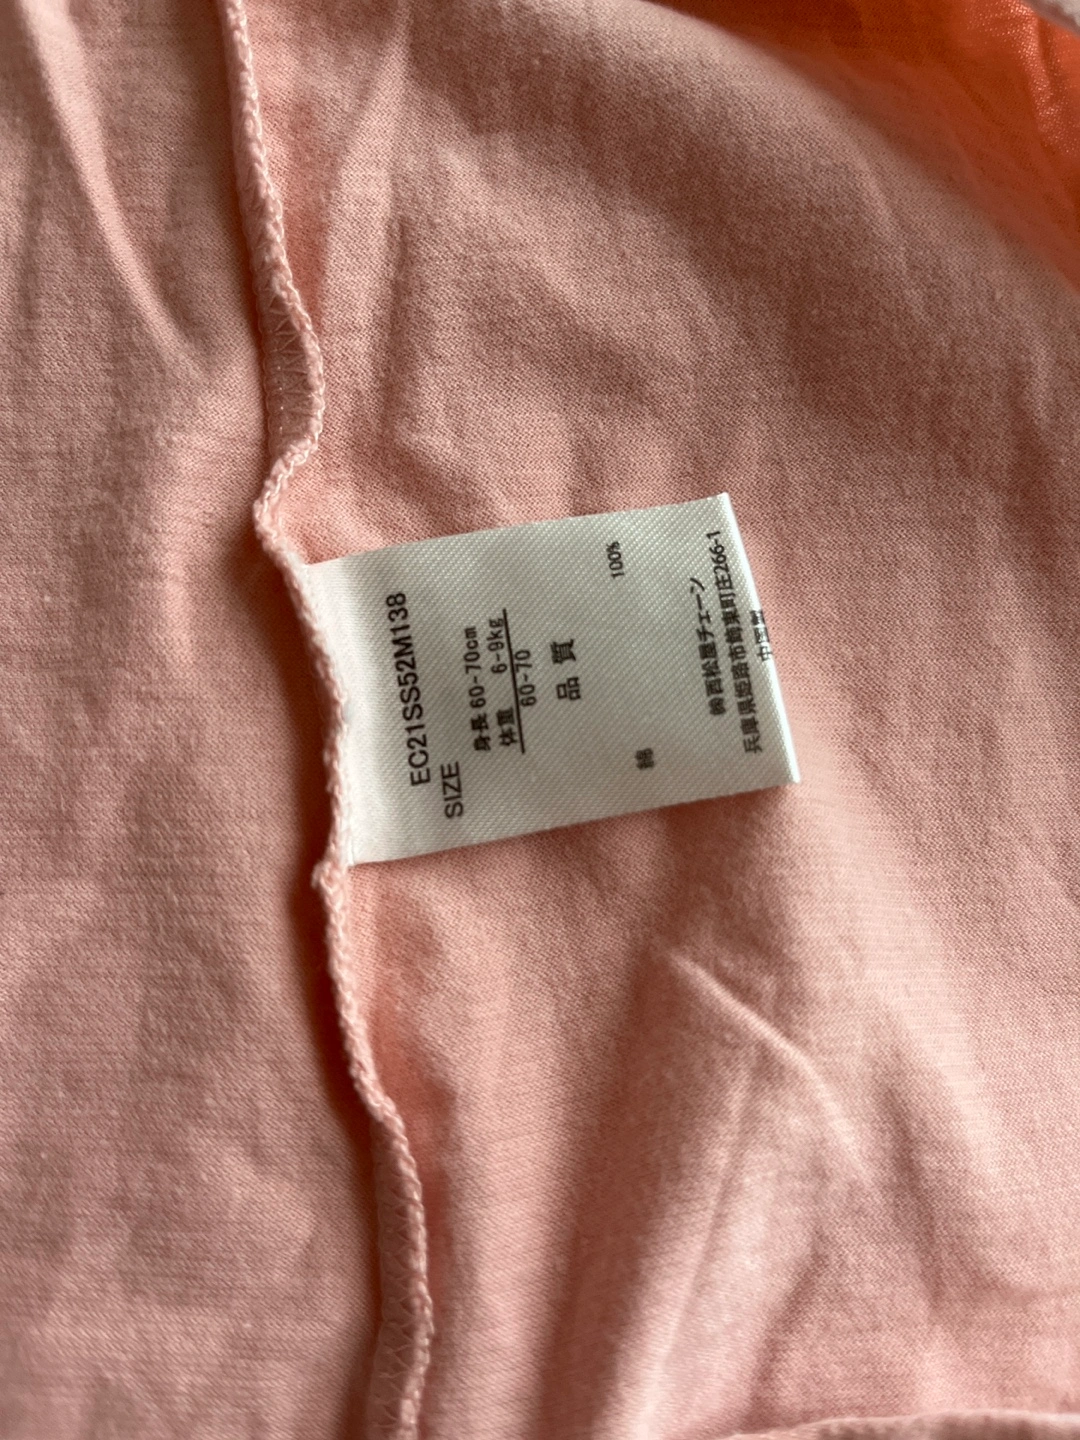 EC21SS52M138
SIZE
身長 60-70cm
体重 6-9kg
60-70
品質
綿 100%
㈱西松屋チェーン
兵庫県姫路市飾東町庄266-1
中国製